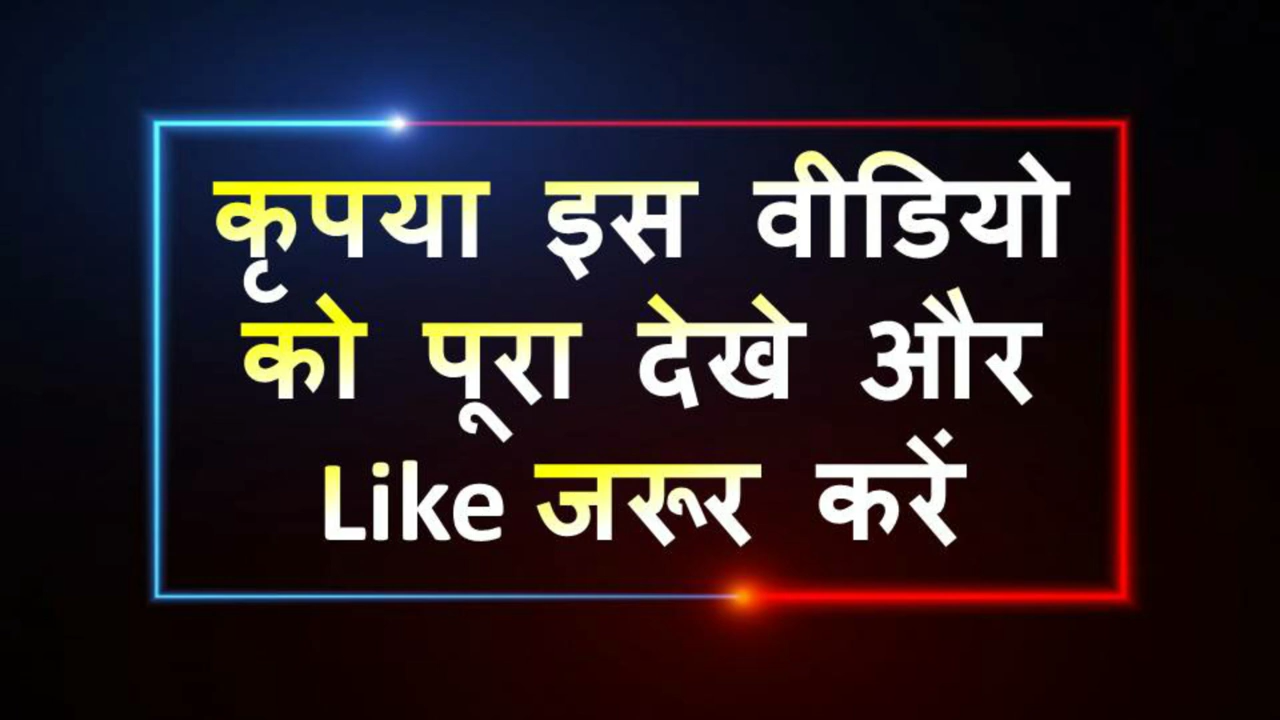 कृपया इस वीडियो
को पूरा देखे और
Like जरूर करें